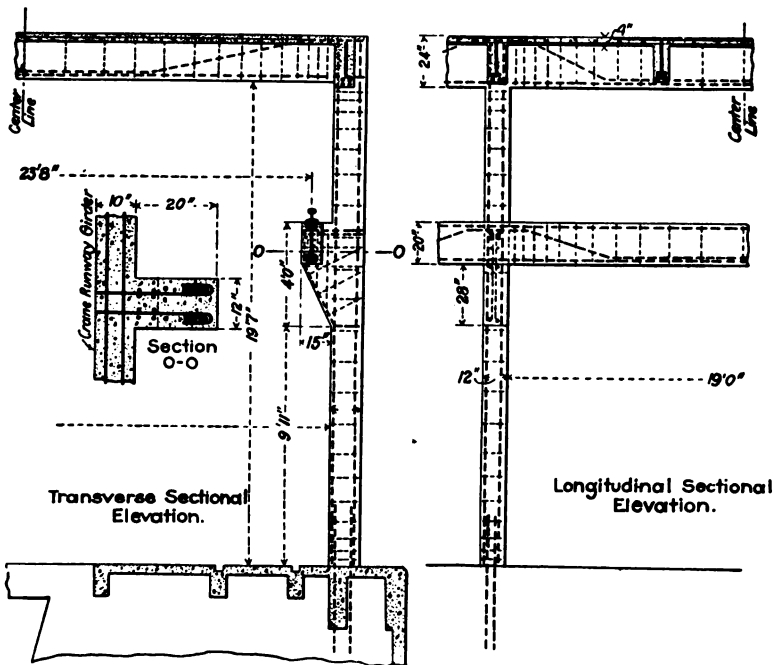 Center
Line
23'8"
10"
20"
Crane Runway Girder
12"
Section
O-O
O
O
4'0"
15"
19'7"
9'11"
Transverse Sectional
Elevation.
24"
4"
Center
Line
20"
28"
12"
19'0"
Longitudinal Sectional
Elevation.